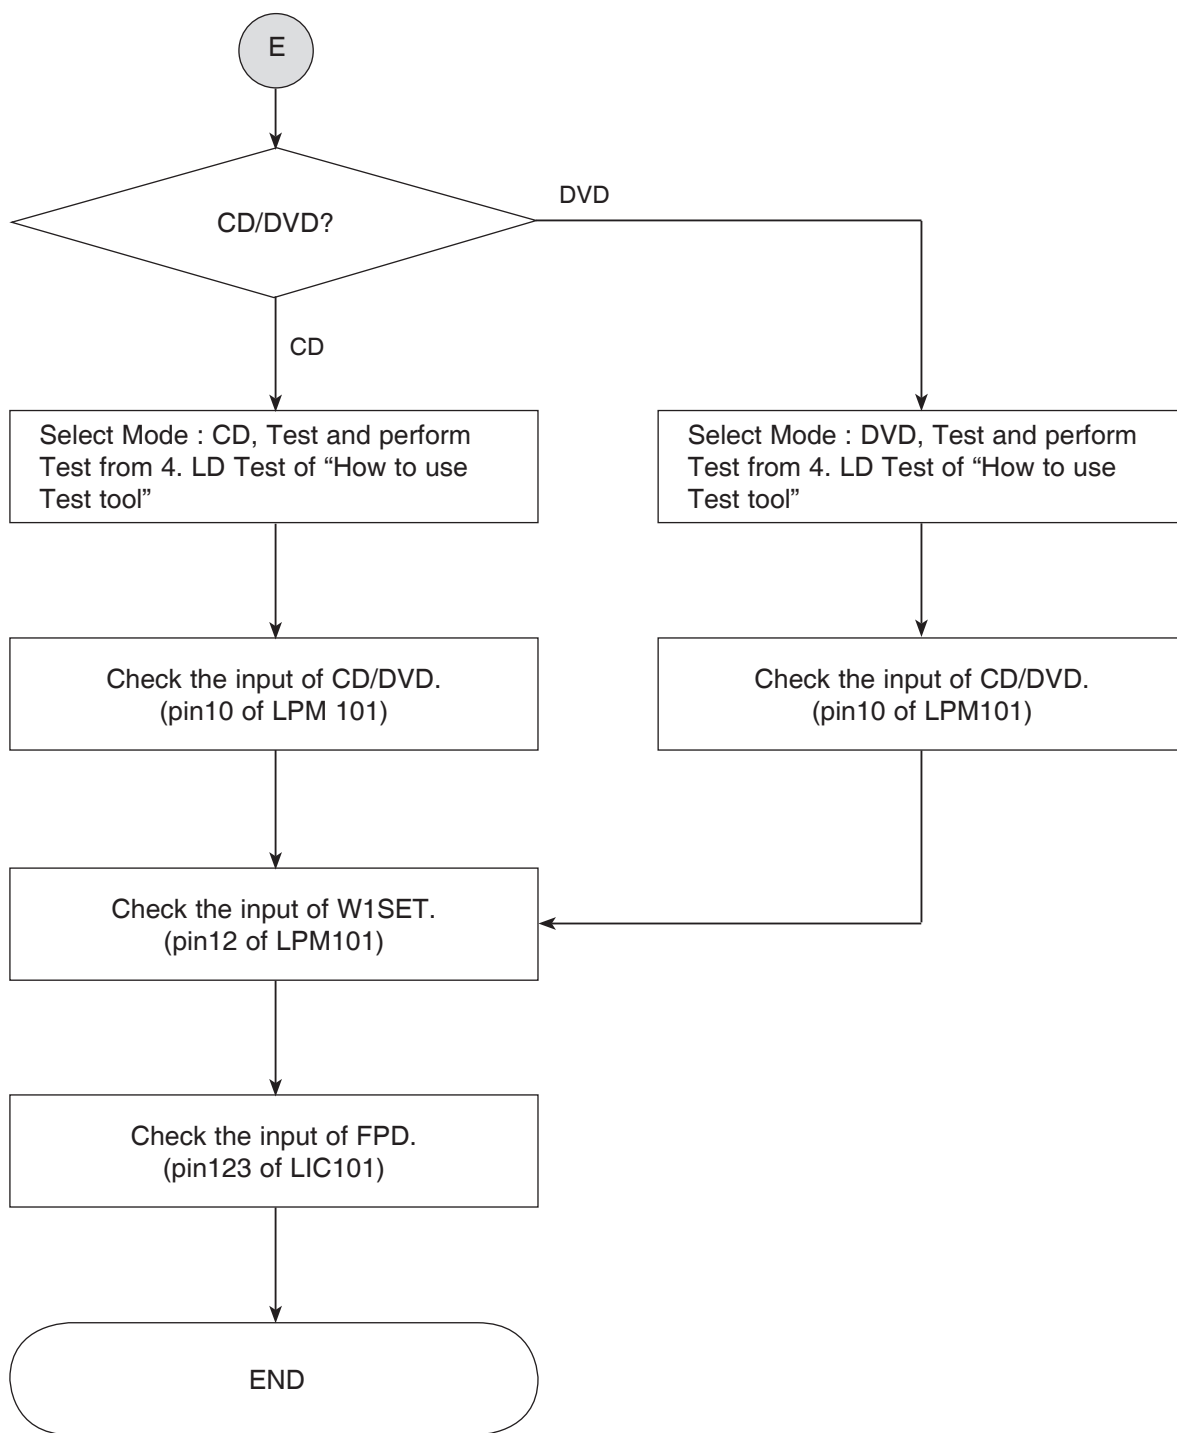 E
CD/DVD?
DVD
CD
Select Mode : CD, Test and perform
Test from 4. LD Test of “How to use
Test tool”
Select Mode : DVD, Test and perform
Test from 4. LD Test of “How to use
Test tool”
Check the input of CD/DVD.
(pin10 of LPM 101)
Check the input of CD/DVD.
(pin10 of LPM101)
Check the input of W1SET.
(pin12 of LPM101)
Check the input of FPD.
(pin123 of LIC101)
END